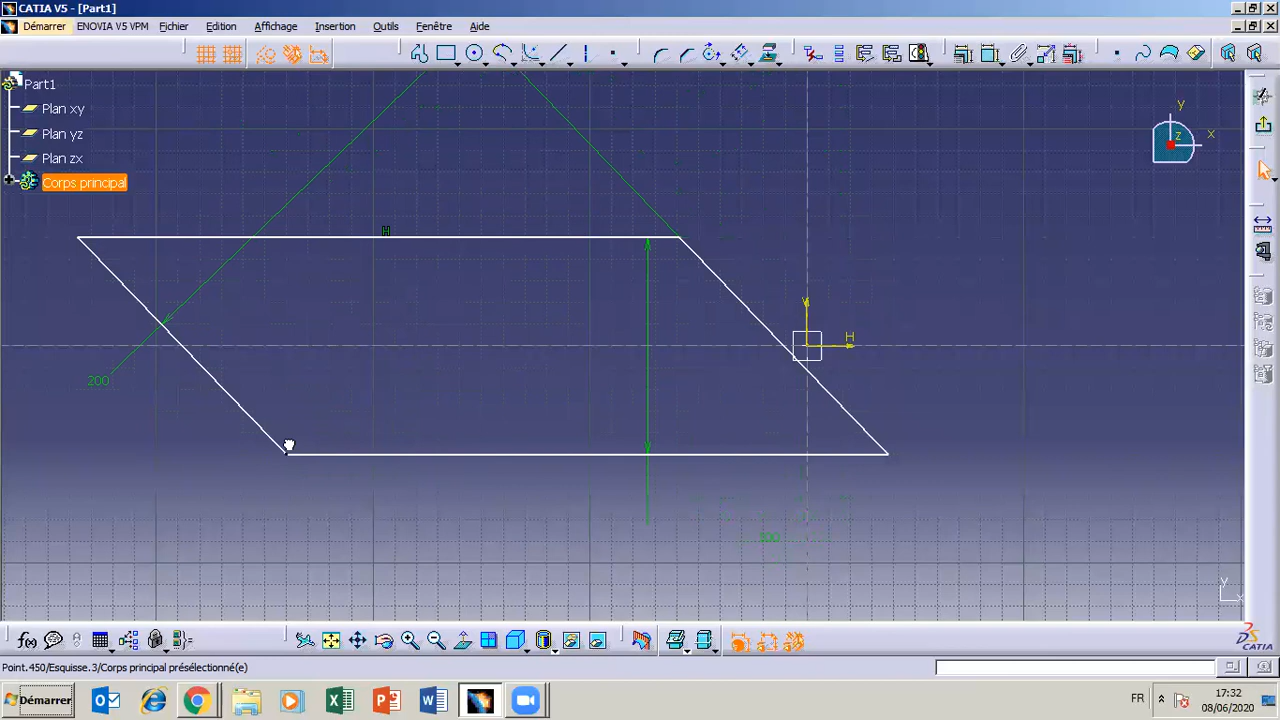 CATIA V5 - [Part1]
Démarrer ENOVIA V5 VPM Fichier Edition Affichage Insertion Outils Fenêtre Aide
Part1
Plan xy
Plan yz
Plan zx
Corps principal
y
x
z
H
V
H
200
y
x
f(x)
CATIA
Point.450/Esquisse.3/Corps principal présélectionné(e)
Démarrer
FR
17:32
08/06/2020